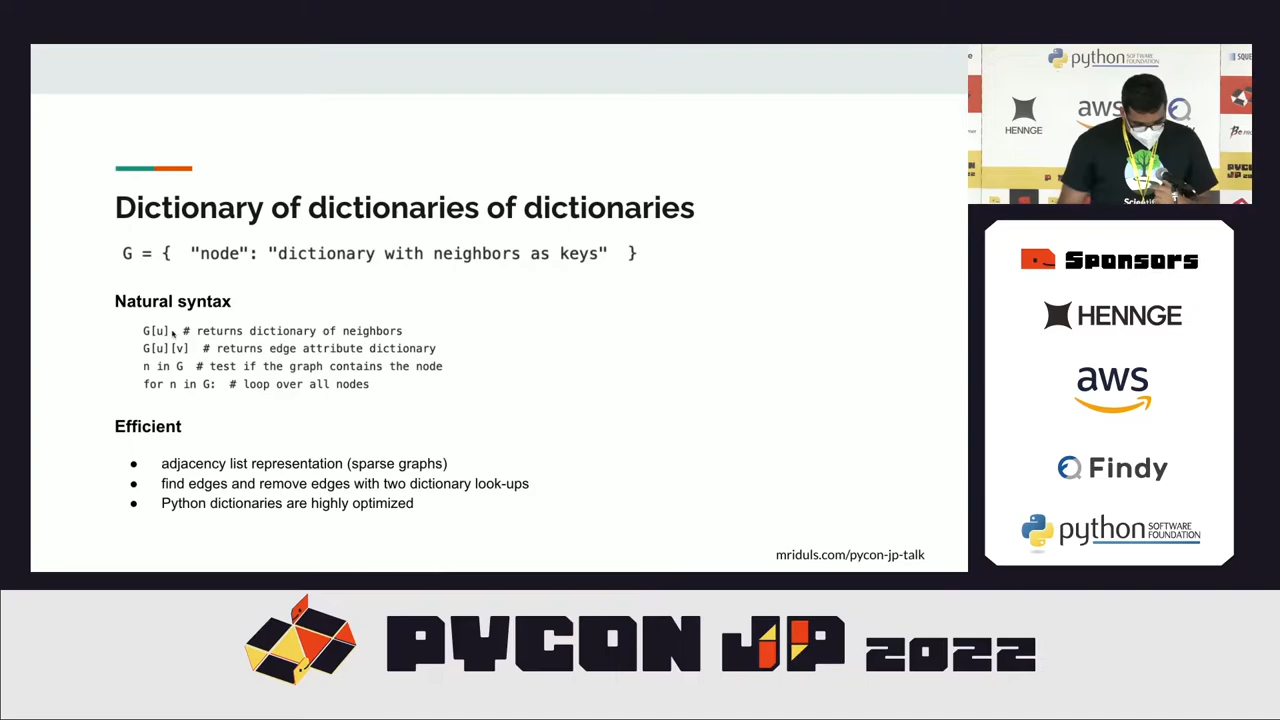 Dictionary of dictionaries of dictionaries
G = { "node": "dictionary with neighbors as keys" }
Natural syntax
G[u] # returns dictionary of neighbors
G[u][v] # returns edge attribute dictionary
n in G # test if the graph contains the node
for n in G: # loop over all nodes
Efficient
● adjacency list representation (sparse graphs)
● find edges and remove edges with two dictionary look-ups
● Python dictionaries are highly optimized
mriduls.com/pycon-jp-talk
python
SOFTWARE
FOUNDATION
HENNGE
aws
Sponsors
HENNGE
aws
Findy
python
SOFTWARE
FOUNDATION
PYCON JP 2022